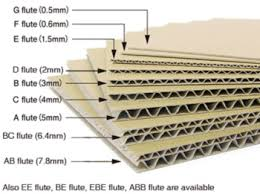 G flute (0.5mm)
F flute (0.6mm)
E flute (1.5mm)
D flute (2mm)
B flute (3mm)
C flute (4mm)
A flute (5mm)
BC flute (6.4mm)
AB flute (7.8mm)
Also EE flute, BE flute, EBE flute, ABB flute are available